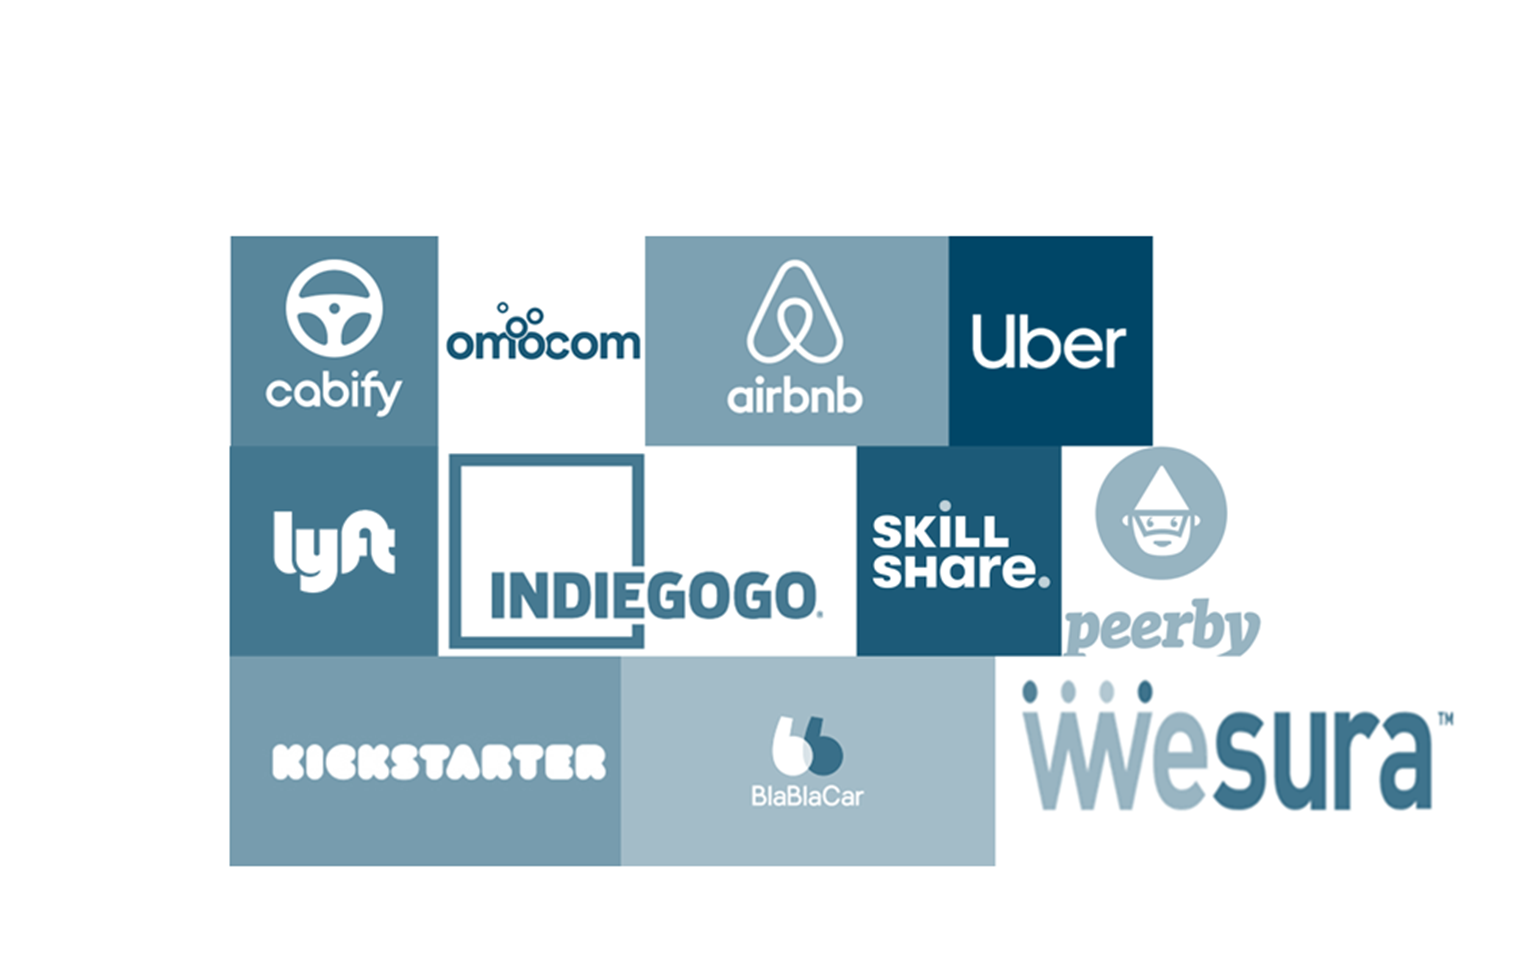 cabify
omocom
airbnb
Uber
lyft
INDIEGOGO.
SKILL
SHare.
peerby
KICKSTARTER
BlaBlaCar
wesura™